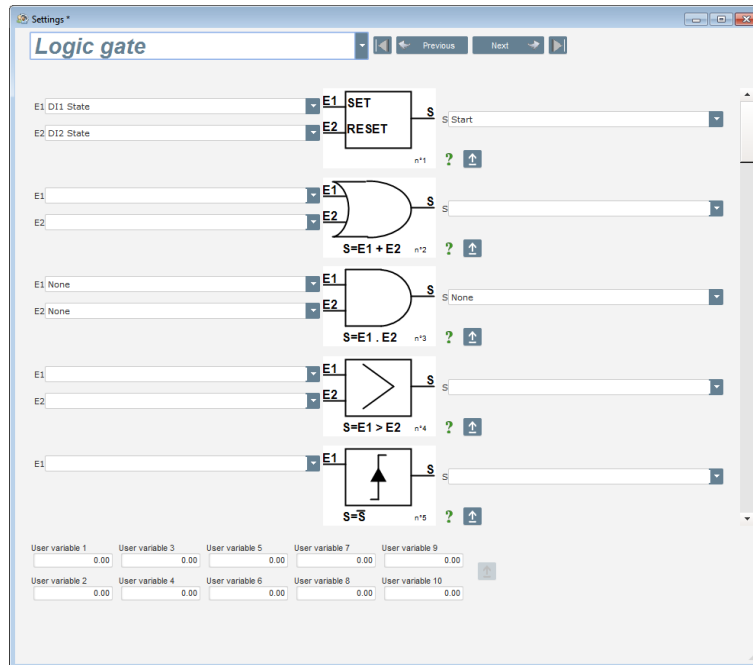 Settings *
Logic gate
Previous
Next
E1 DI1 State
E1 SET
S
S Start
E2 DI2 State
E2 RESET
n°1 ?
E1
E1
S
S
E2
E2
S=E1 + E2 n°2 ?
E1 None
E1
S
S None
E2 None
E2
S=E1 . E2 n°3 ?
E1
E1
S
S
E2
E2
S=E1 > E2 n°4 ?
E1
E1
S
S
S=S̅ n°5 ?
User variable 1 User variable 3 User variable 5 User variable 7 User variable 9
0.00 0.00 0.00 0.00 0.00
User variable 2 User variable 4 User variable 6 User variable 8 User variable 10
0.00 0.00 0.00 0.00 0.00